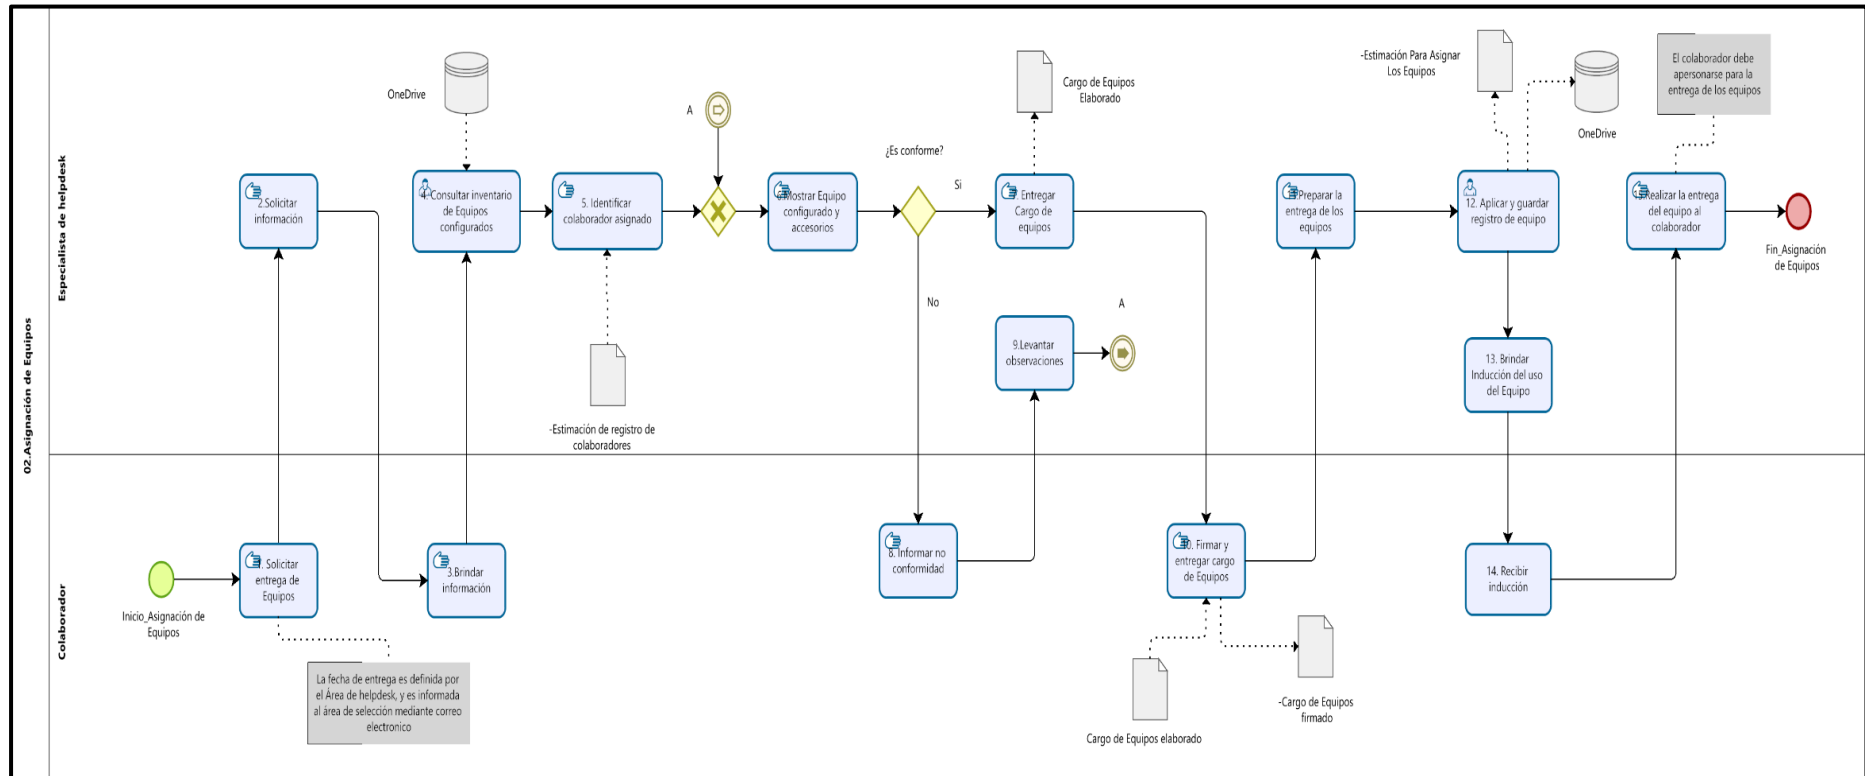 02.Asignación de Equipos
Especialista de helpdesk
Colaborador
Inicio_Asignación de
Equipos
1. Solicitar
entrega de
Equipos
La fecha de entrega es definida por
el Área de helpdesk, y es informada
al área de selección mediante correo
electronico
2.Solicitar
información
3.Brindar
información
OneDrive
4. Consultar inventario
de Equipos
configurados
5. Identificar
colaborador asignado
-Estimación de registro de
colaboradores
A
6.Mostrar Equipo
configurado y
accesorios
¿Es conforme?
Si
No
Cargo de Equipos
Elaborado
7. Entregar
Cargo de
equipos
8. Informar no
conformidad
9.Levantar
observaciones
A
10. Firmar y
entregar cargo
de Equipos
Cargo de Equipos elaborado
-Cargo de Equipos
firmado
Preparar la
entrega de los
equipos
-Estimación Para Asignar
Los Equipos
OneDrive
12. Aplicar y guardar
registro de equipo
13. Brindar
Inducción del uso
del Equipo
14. Recibir
inducción
El colaborador debe
apersonarse para la
entrega de los equipos
15.Realizar la entrega
del equipo al
colaborador
Fin_Asignación
de Equipos